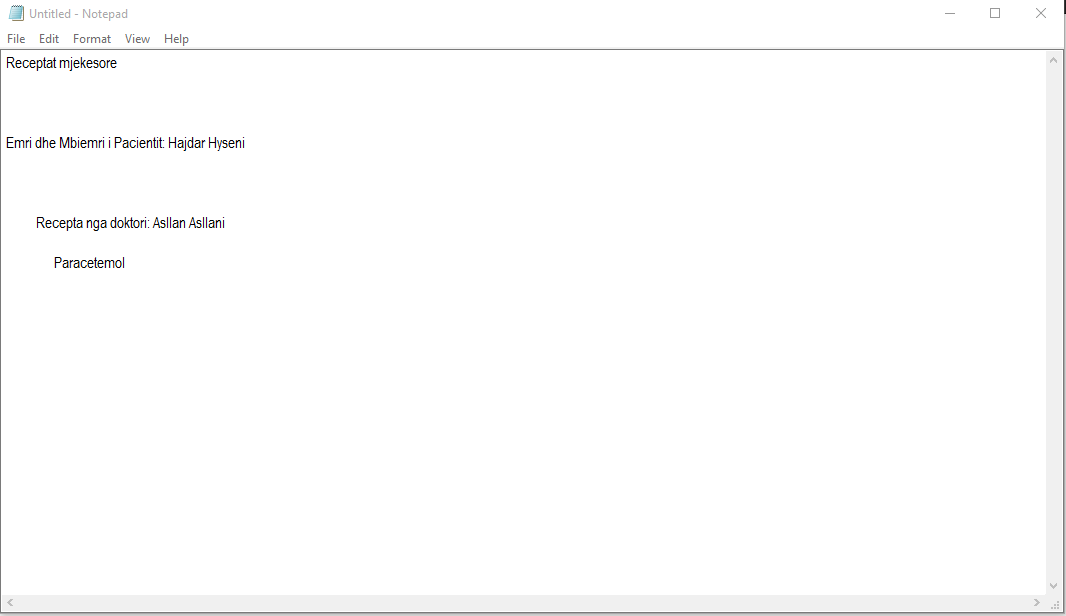 Untitled - Notepad
File Edit Format View Help
Receptat mjekesore
Emri dhe Mbiemri i Pacientit: Hajdar Hyseni
Recepta nga doktori: Asllan Asllani
Paracetemol